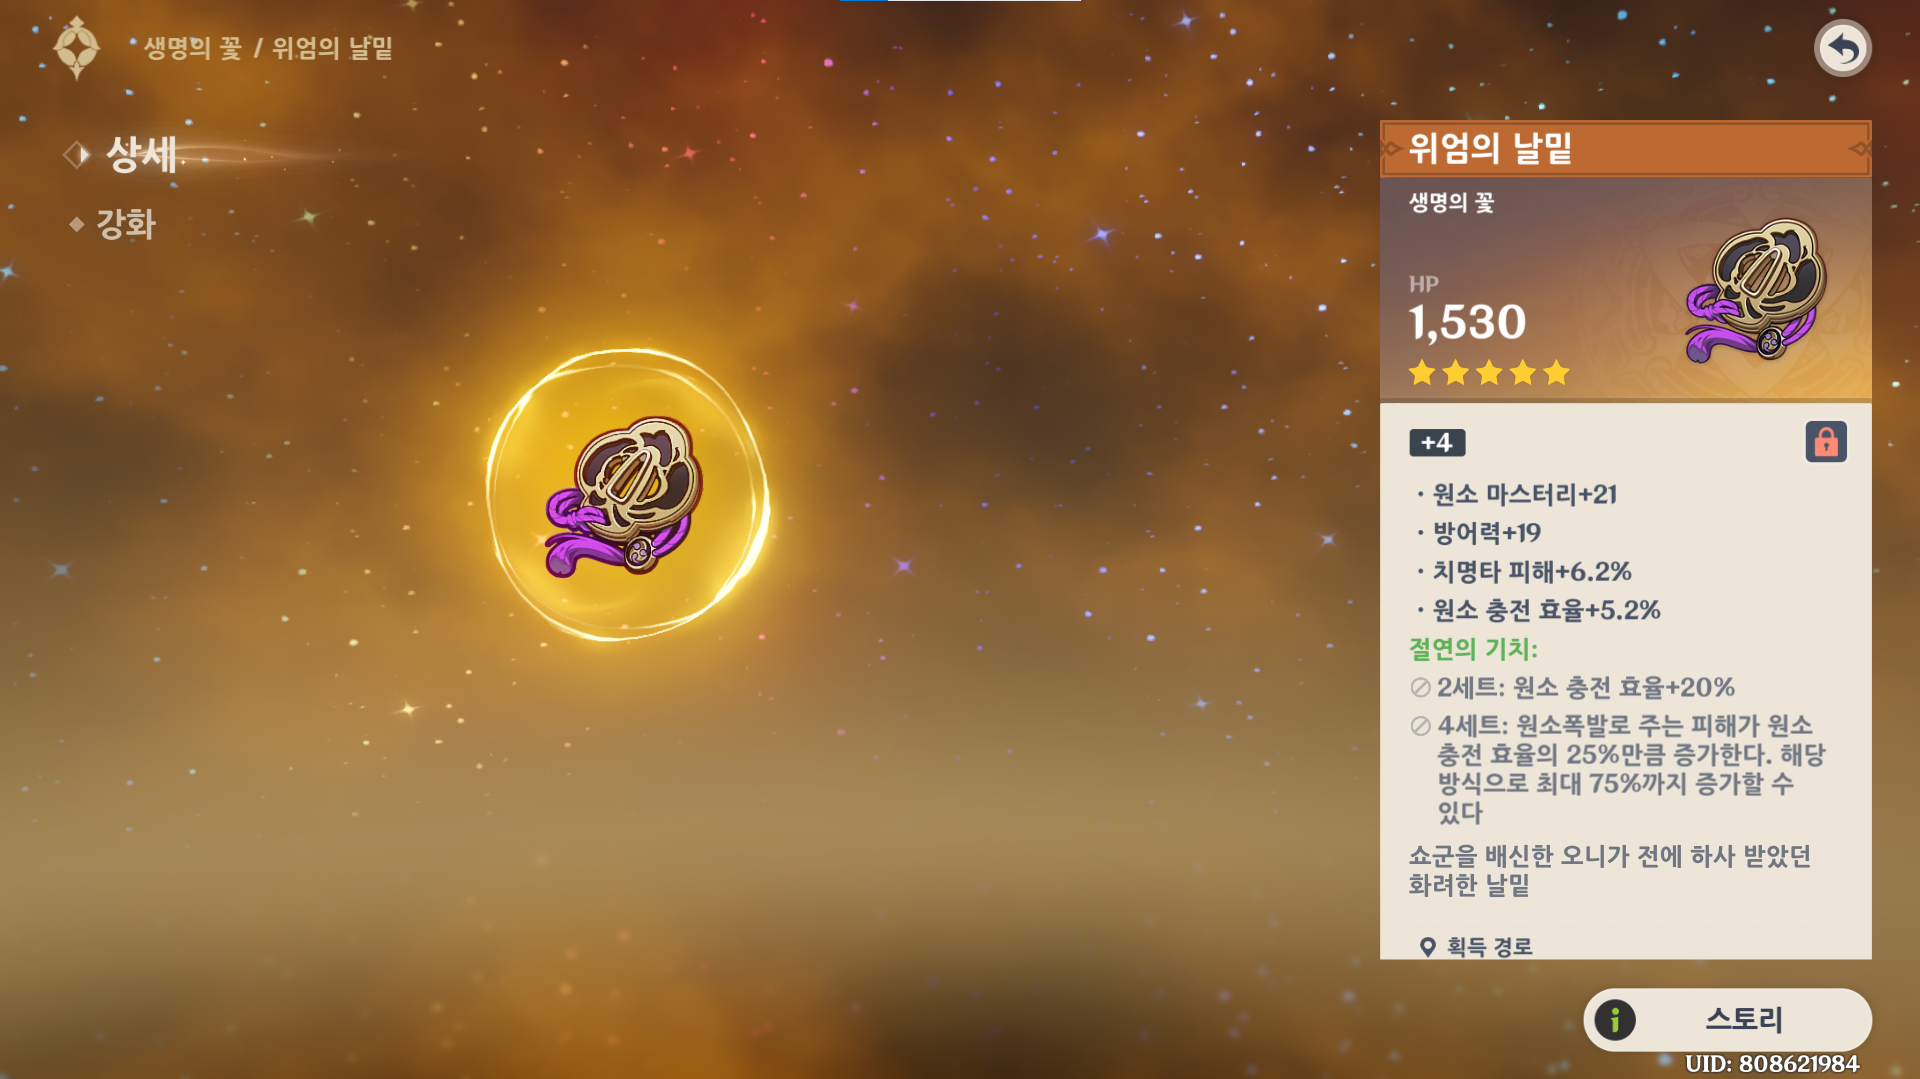 생명의 꽃 / 위엄의 날밑
상세
강화
위엄의 날밑
생명의 꽃
HP
1,530
+4
· 원소 마스터리+21
· 방어력+19
· 치명타 피해+6.2%
· 원소 충전 효율+5.2%
절연의 기치:
2세트: 원소 충전 효율+20%
4세트: 원소폭발로 주는 피해가 원소
충전 효율의 25%만큼 증가한다. 해당
방식으로 최대 75%까지 증가할 수
있다
쇼군을 배신한 오니가 전에 하사 받았던
화려한 날밑
획득 경로
스토리
UID: 808621984